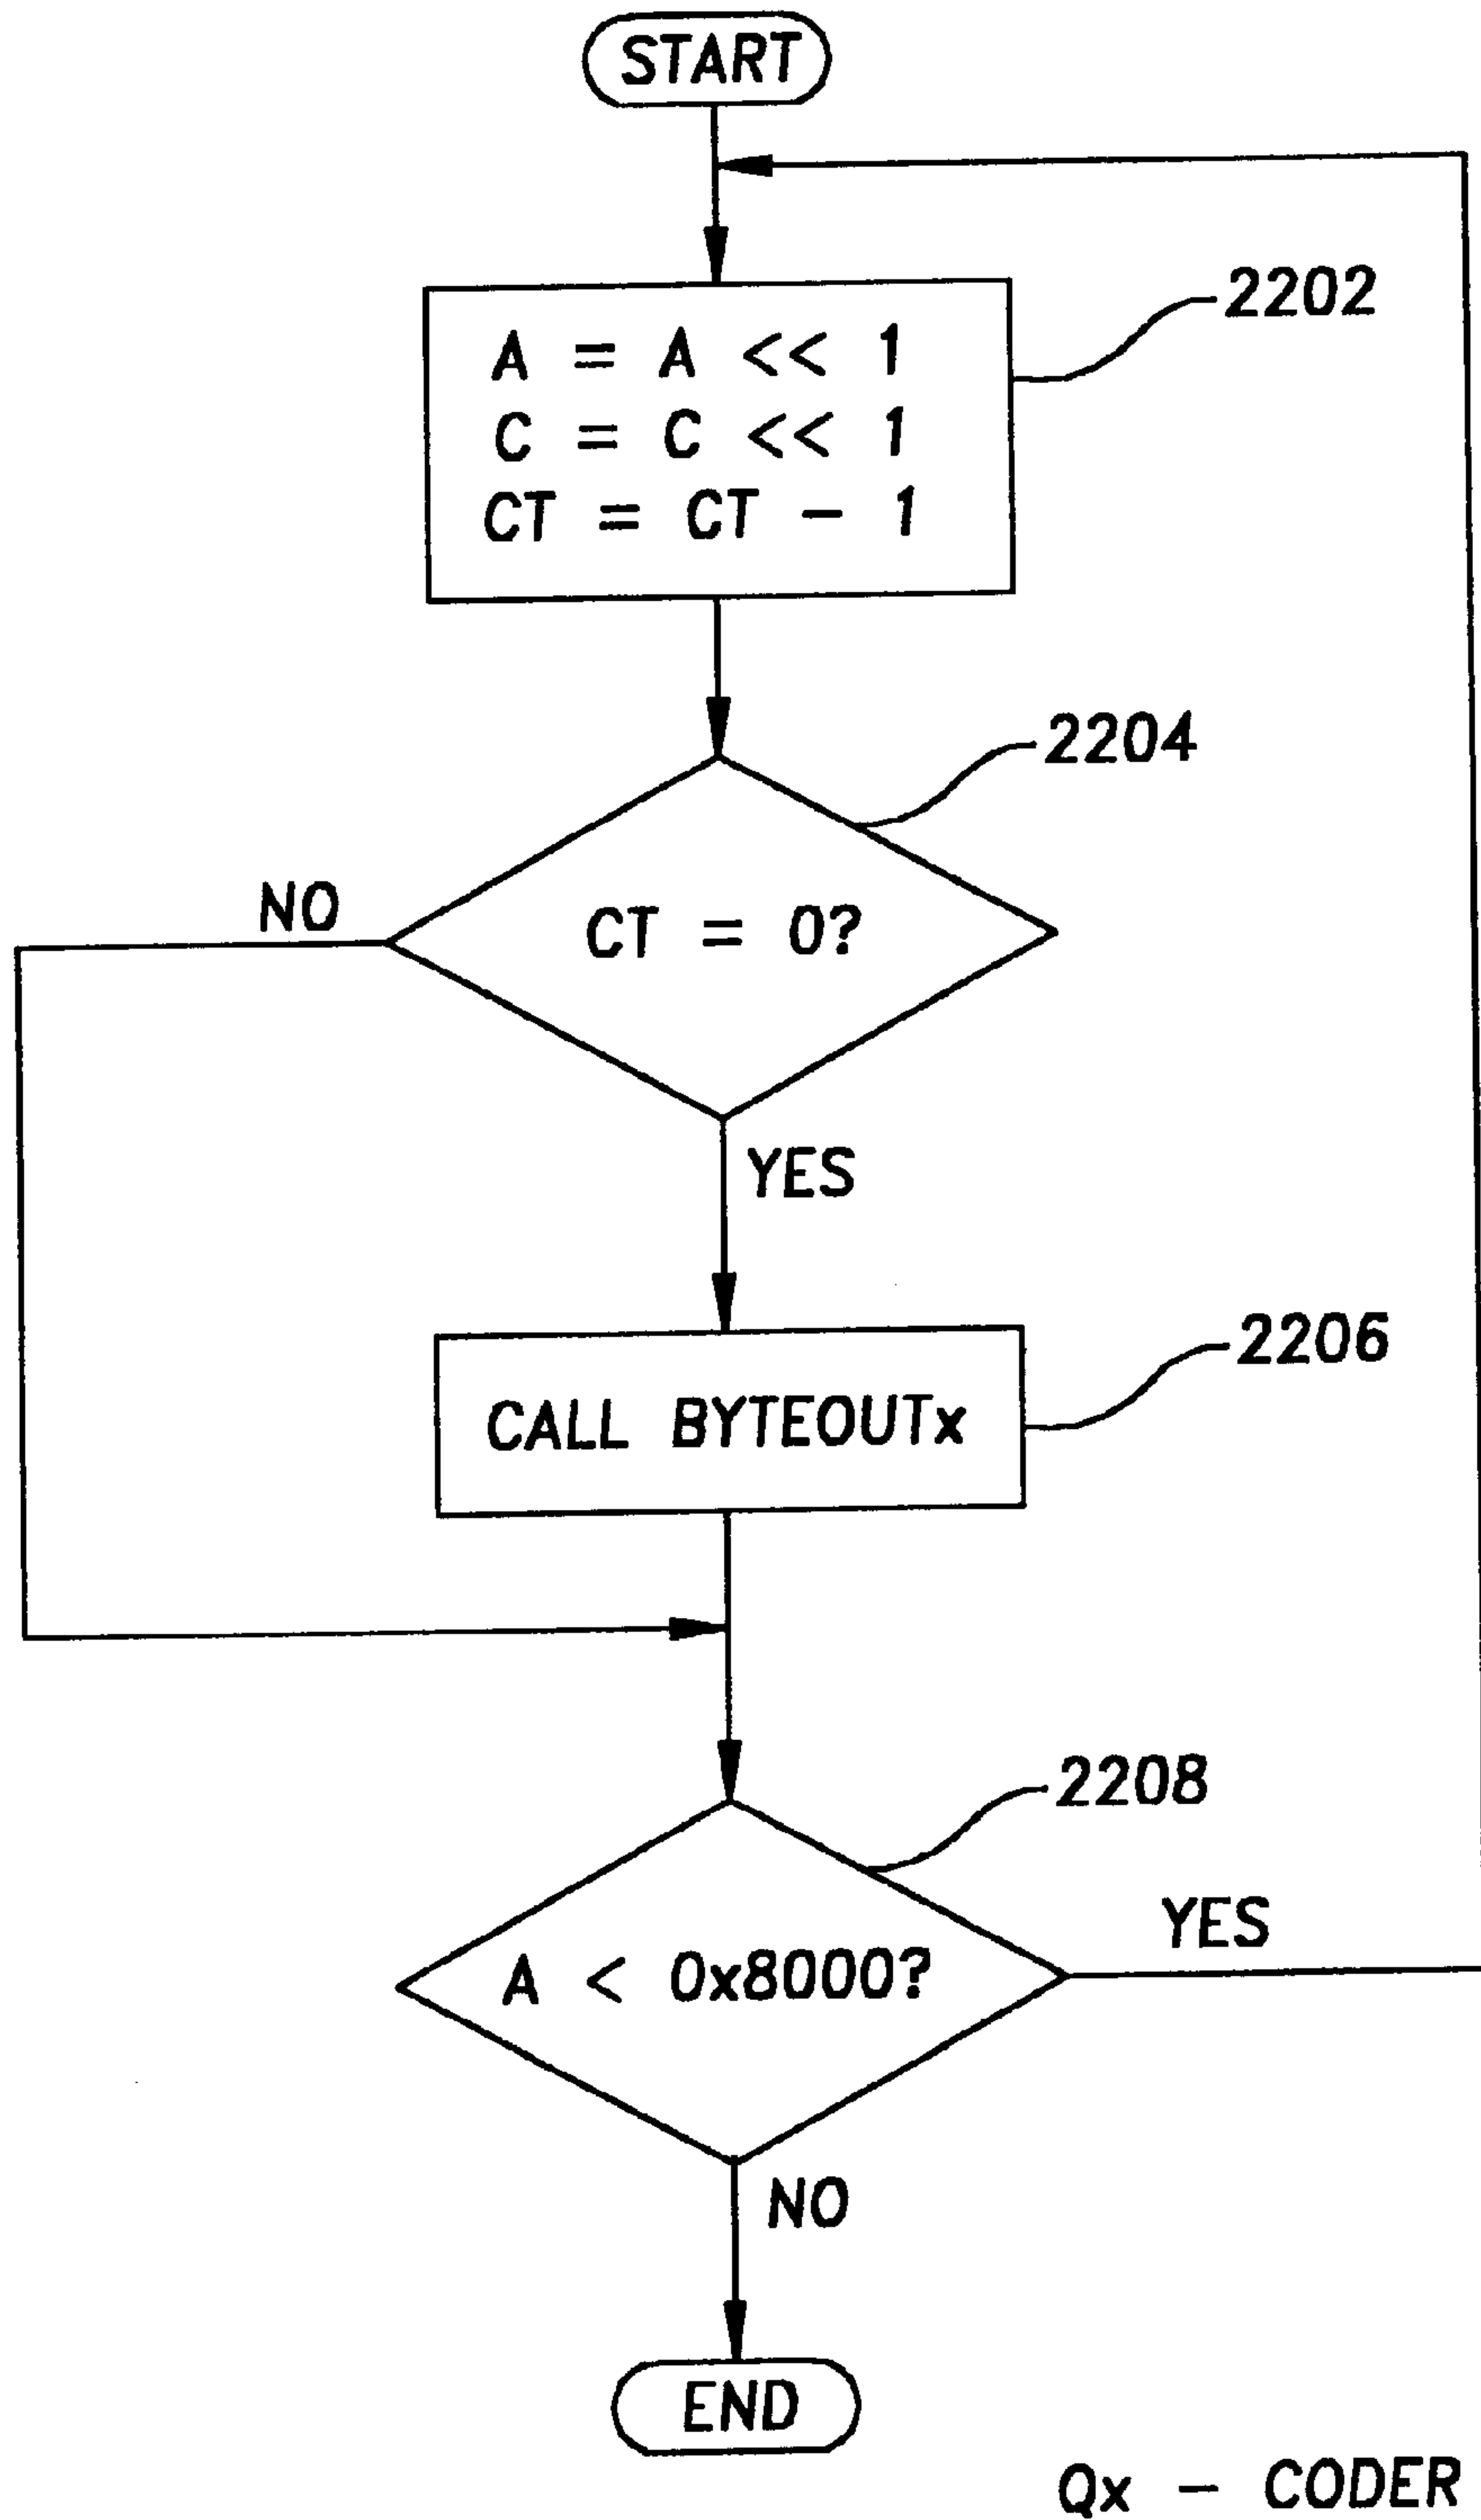 START
2202
A = A << 1
C = C << 1
CT = CT - 1
2204
NO
CT = 0?
YES
2206
CALL BYTEOUTx
2208
YES
A < 0x8000?
NO
END
Qx - CODER